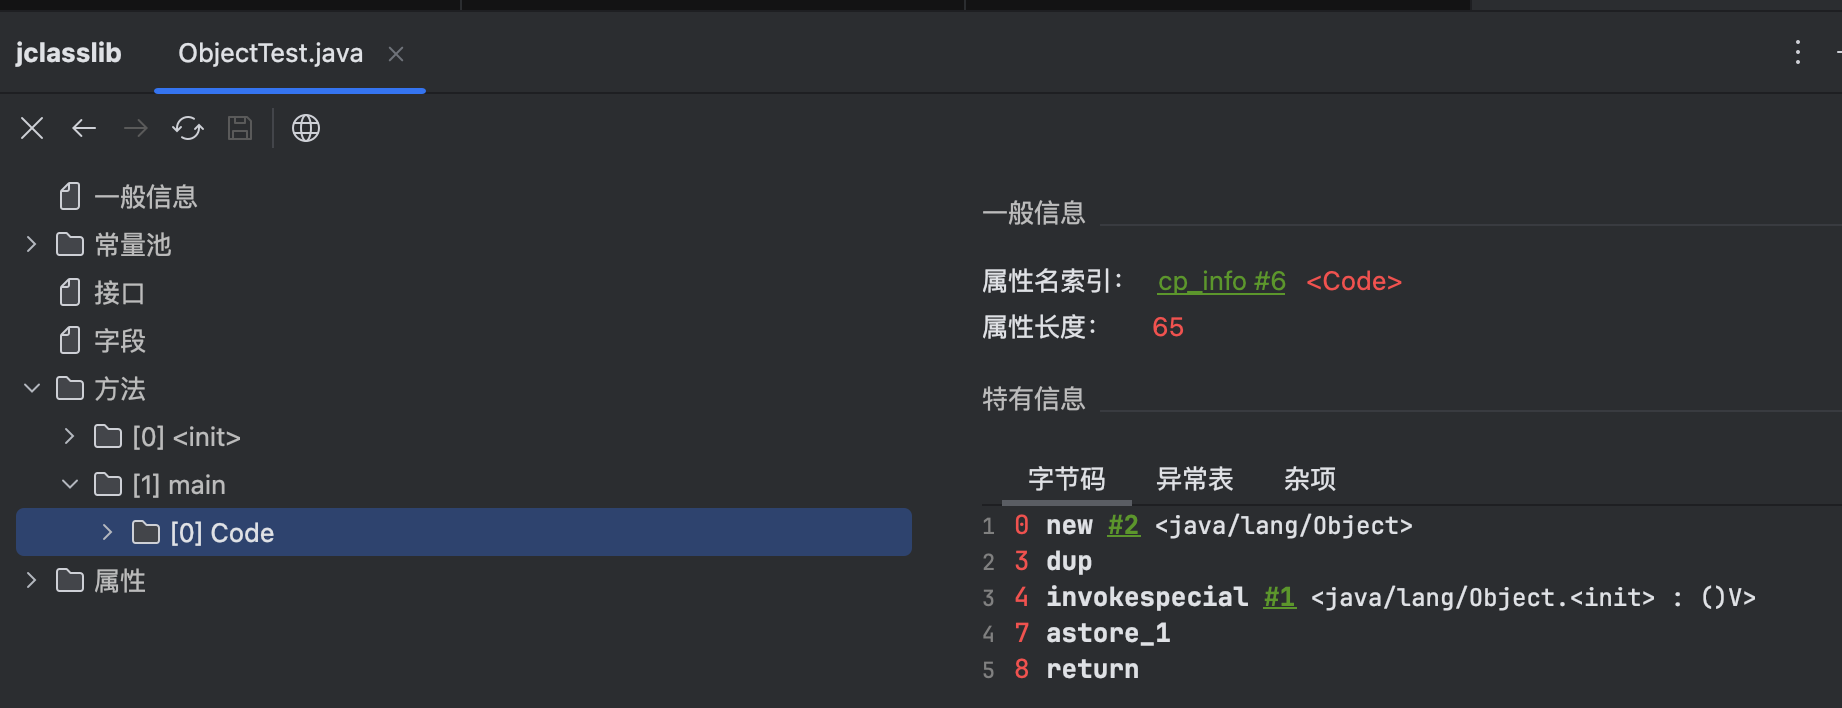 jclasslib ObjectTest.java
一般信息
常量池
接口
字段
方法
[0] <init>
[1] main
[0] Code
属性
一般信息
属性名索引： cp_info #6 <Code>
属性长度： 65
特有信息
字节码 异常表 杂项
1 0 new #2 <java/lang/Object>
2 3 dup
3 4 invokespecial #1 <java/lang/Object.<init> : ()V>
4 7 astore_1
5 8 return